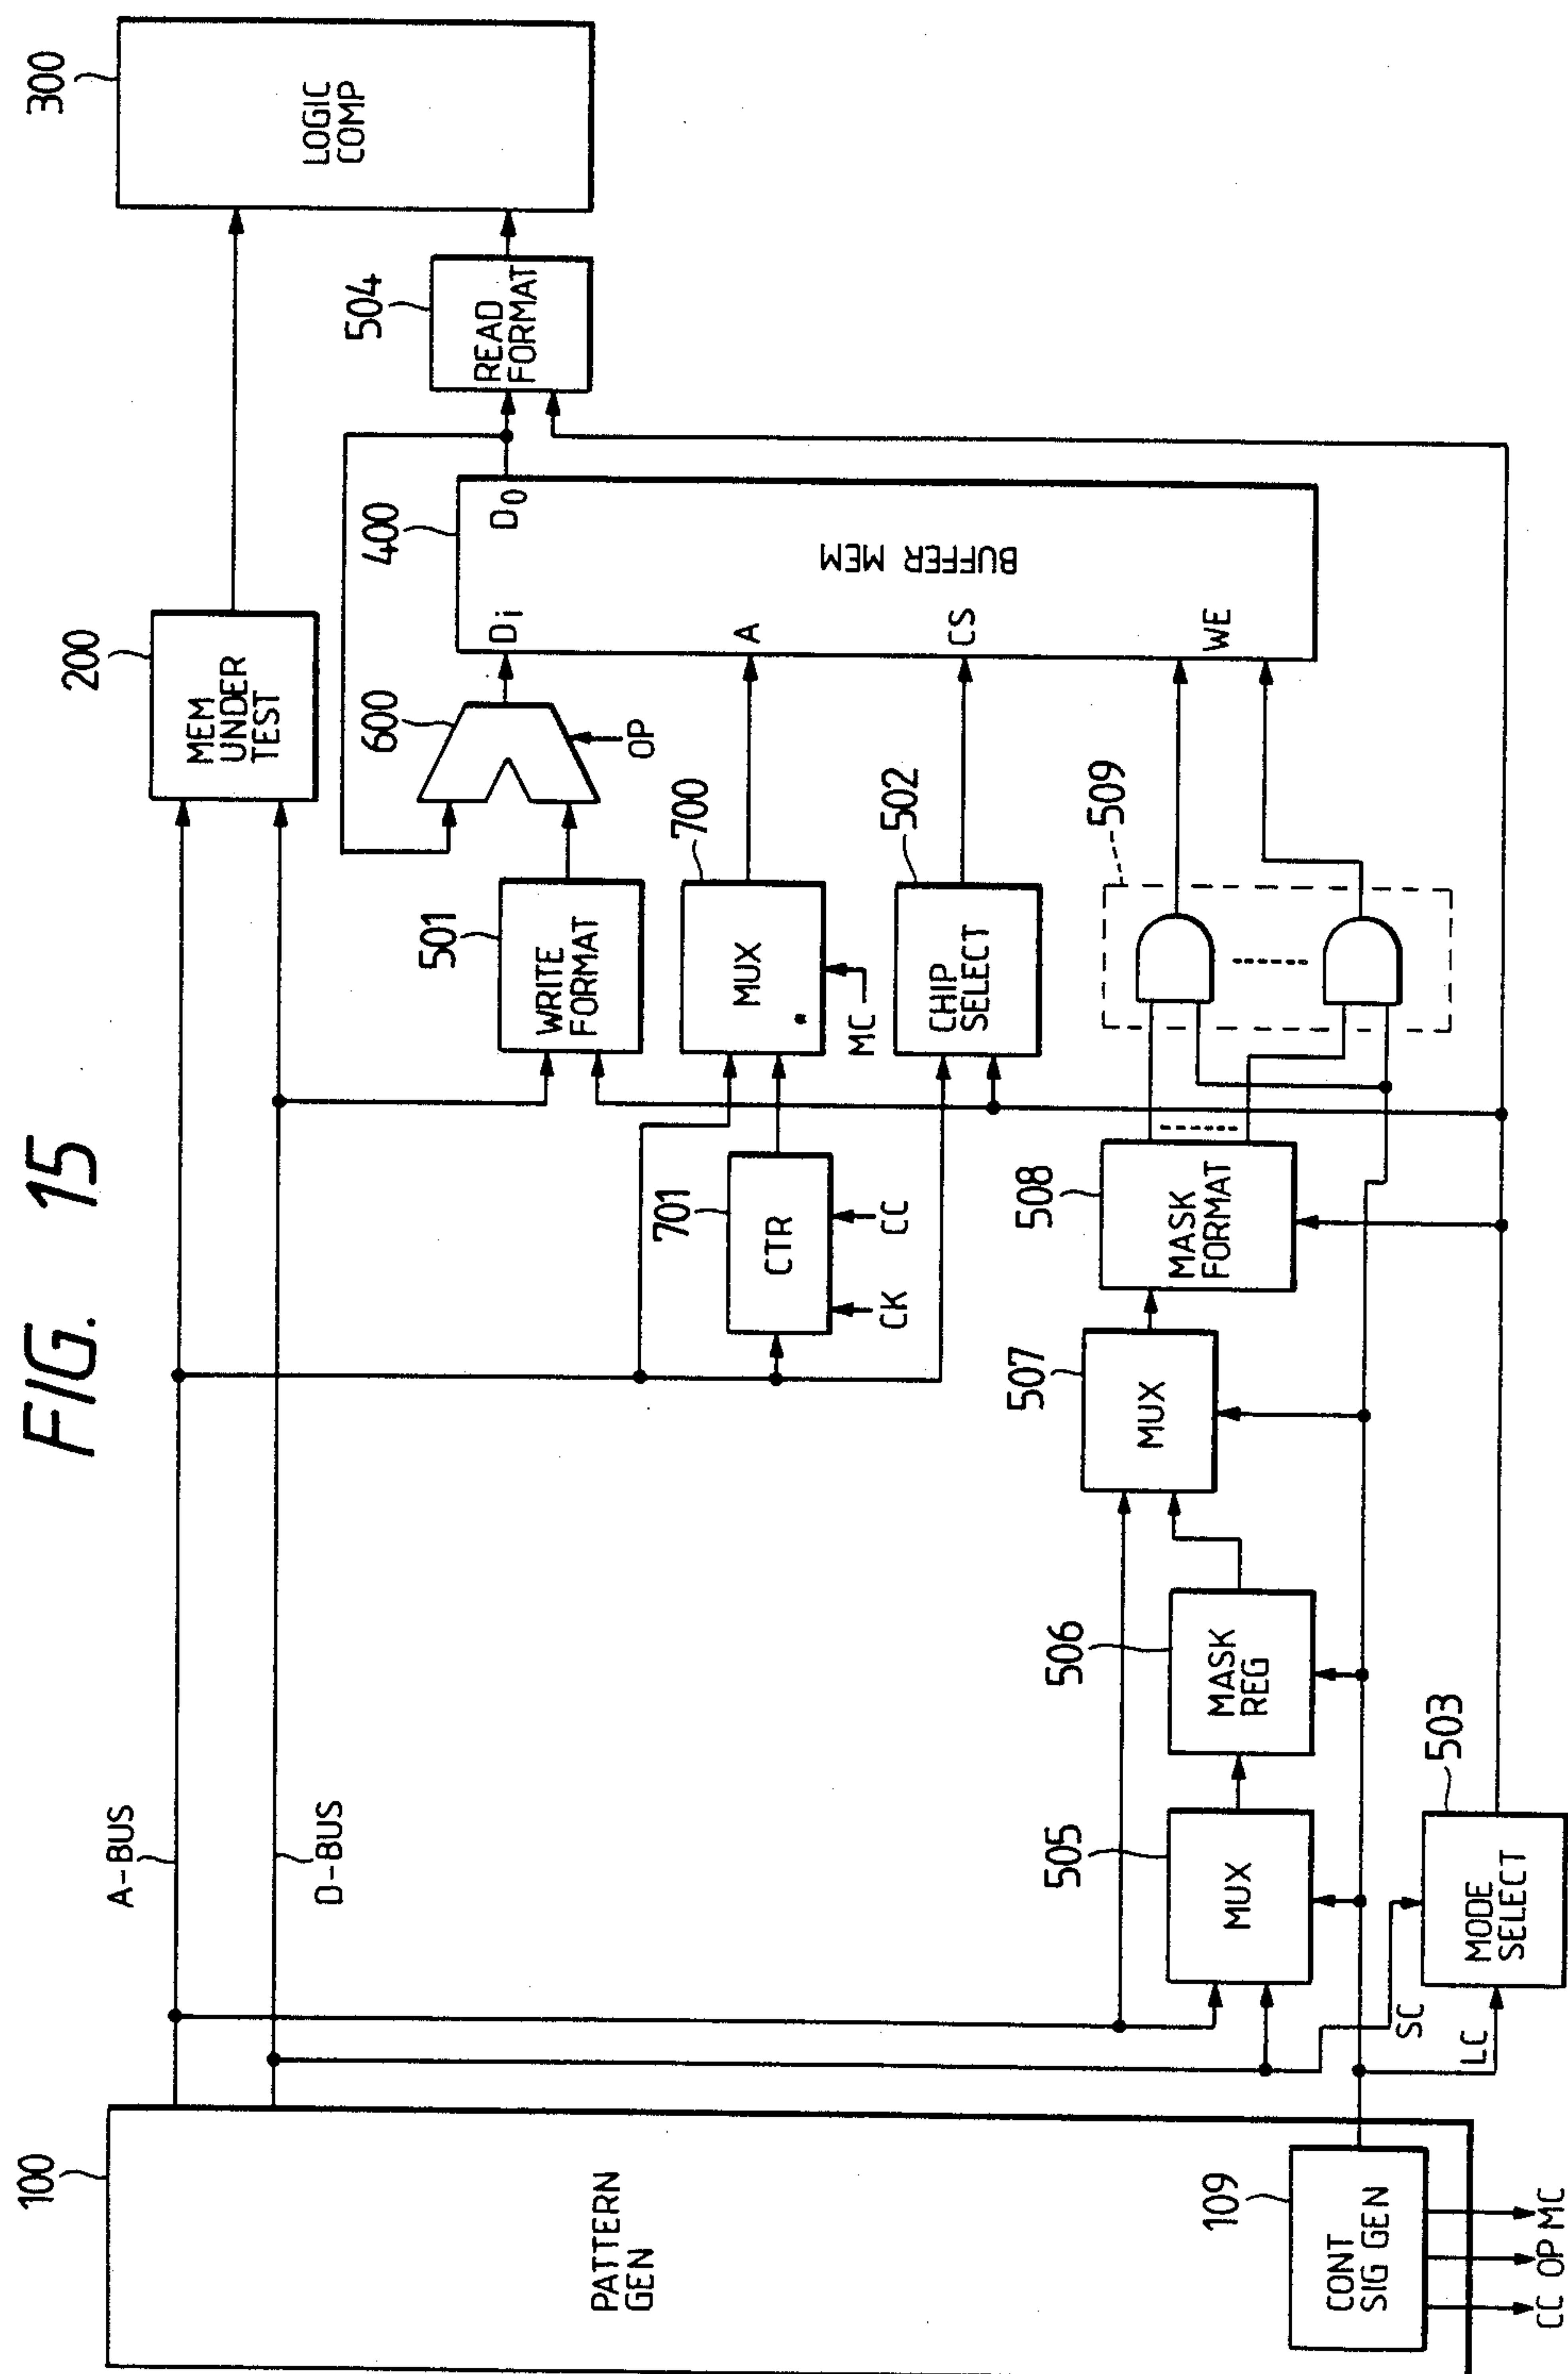 FIG. 15
100
PATTERN
GEN
109
CONT
SIG GEN
CC OP MC
A-BUS
D-BUS
SC
LC
503
MODE
SELECT
505
MUX
506
MASK
REG
507
MUX
508
MASK
FORMAT
509
701
CTR
CK
CC
501
WRITE
FORMAT
700
MUX
MC
502
CHIP
SELECT
600
OP
200
MEM
UNDER
TEST
400
Di
D0
A
CS
WE
BUFFER MEM
504
READ
FORMAT
300
LOGIC
COMP